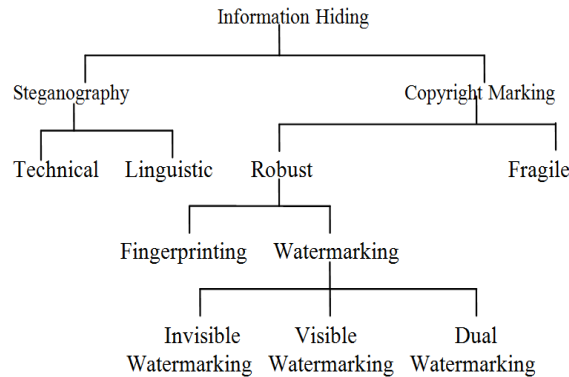 Information Hiding
Steganography
Copyright Marking
Technical
Linguistic
Robust
Fragile
Fingerprinting
Watermarking
Invisible
Watermarking
Visible
Watermarking
Dual
Watermarking